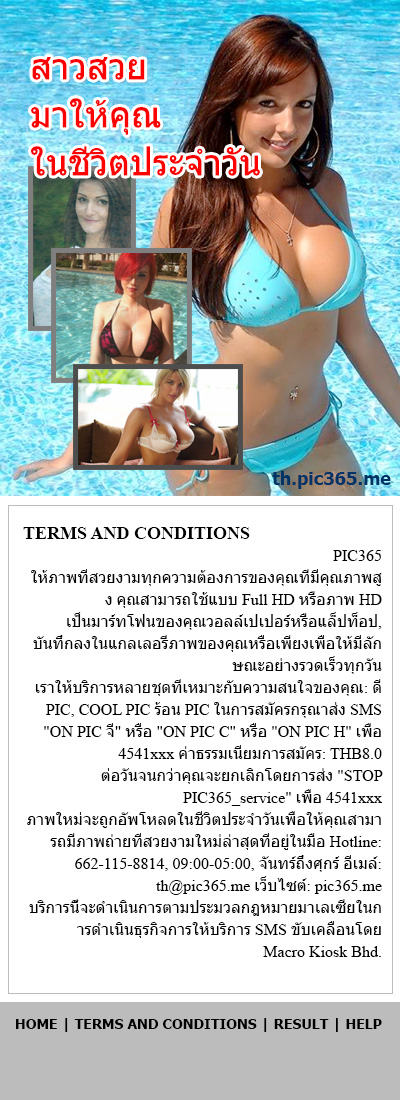 สาวสวย
มาให้คุณ
ในชีวิตประจำวัน
th.pic365.me
TERMS AND CONDITIONS
PIC365
ให้ภาพที่สวยงามทุกความต้องการของคุณที่มีคุณภาพสู
ง คุณสามารถใช้แบบ Full HD หรือภาพ HD
เป็นมาร์ทโฟนของคุณวอลล์เปเปอร์หรือแล็ปท็อป,
บันทึกลงในแกลเลอรีภาพของคุณหรือเพียงเพื่อให้มีลัก
ษณะอย่างรวดเร็วทุกวัน
เราให้บริการหลายชุดที่เหมาะกับความสนใจของคุณ: ดี
PIC, COOL PIC ร้อน PIC ในการสมัครกรุณาส่ง SMS
"ON PIC จี" หรือ "ON PIC C" หรือ "ON PIC H" เพื่อ
4541xxx ค่าธรรมเนียมการสมัคร: THB8.0
ต่อวันจนกว่าคุณจะยกเลิกโดยการส่ง "STOP
PIC365_service" เพื่อ 4541xxx
ภาพใหม่จะถูกอัพโหลดในชีวิตประจำวันเพื่อให้คุณสามา
รถมีภาพถ่ายที่สวยงามใหม่ล่าสุดที่อยู่ในมือ Hotline:
662-115-8814, 09:00-05:00, จันทร์ถึงศุกร์ อีเมล์:
th@pic365.me เว็บไซต์: pic365.me
บริการนี้จะดำเนินการตามประมวลกฎหมายมาเลเซียในก
ารดำเนินธุรกิจการให้บริการ SMS ขับเคลื่อนโดย
Macro Kiosk Bhd.
HOME | TERMS AND CONDITIONS | RESULT | HELP